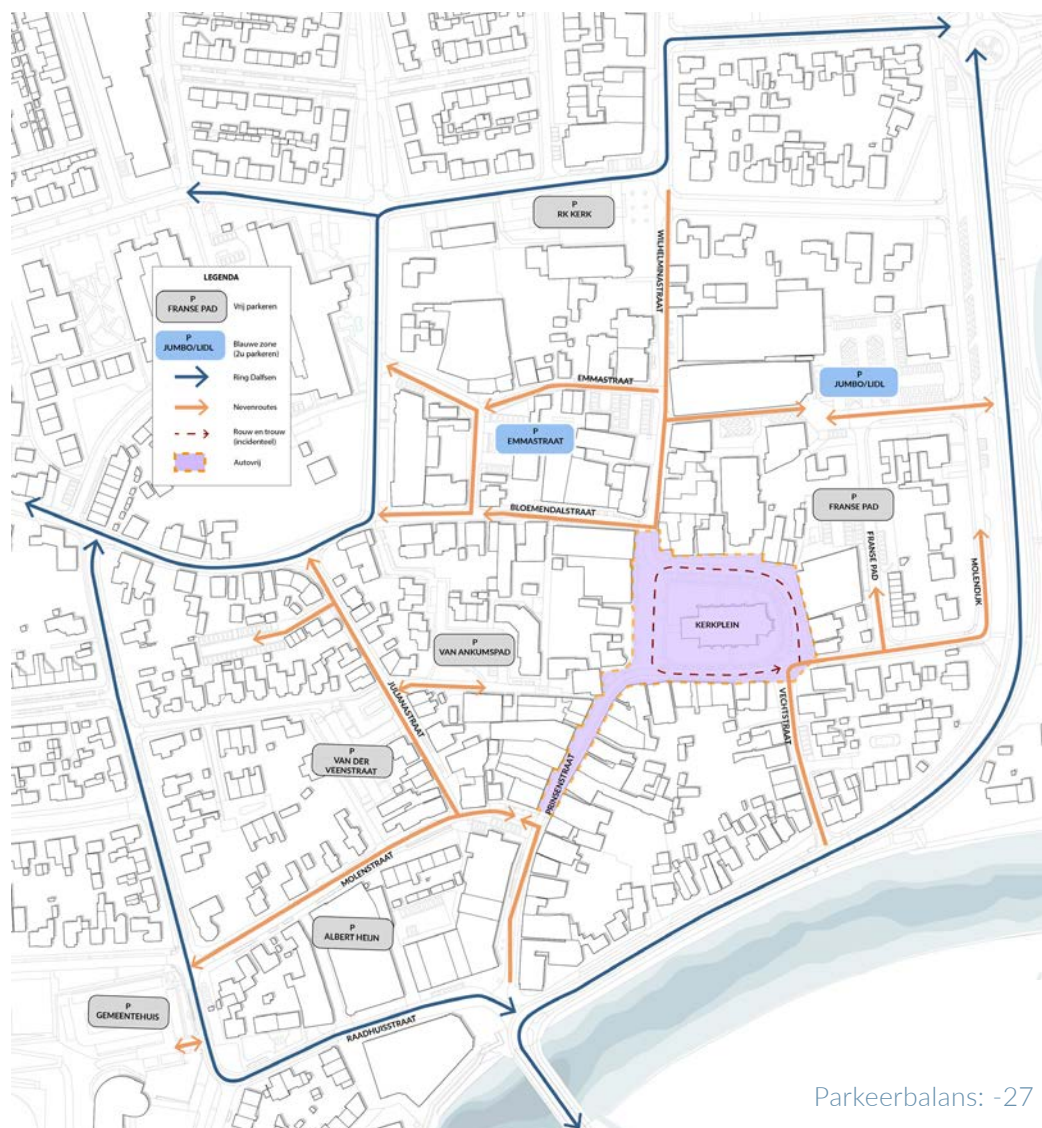 P
RK KERK
WILHELMINASTRAAT
LEGENDA
P
FRANSE PAD
Vrij parkeren
P
JUMBO/LIDL
Blauwe zone
(2u parkeren)
Ring Dalfsen
Nevenroutes
Rouw en trouw
(incidenteel)
Autovrij
EMMASTRAAT
P
JUMBO/LIDL
P
EMMASTRAAT
BLOEMENDALSTRAAT
P
FRANSE PAD
FRANSE PAD
MOLENDIJK
KERKPLEIN
P
VAN ANKUMSPAD
JULIANASTRAAT
VECHTSTRAAT
P
VAN DER
VEENSTRAAT
PRINSENSTRAAT
MOLENSTRAAT
P
ALBERT HEIJN
P
GEMEENTEHUIS
RAADHUISSTRAAT
Parkeerbalans: -27